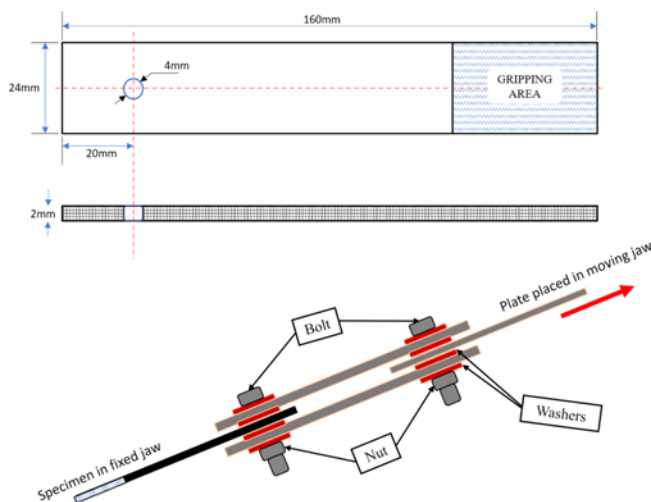 160mm
4mm
24mm
GRIPPING
AREA
20mm
2mm
Plate placed in moving jaw
Bolt
Washers
Nut
Specimen in fixed jaw